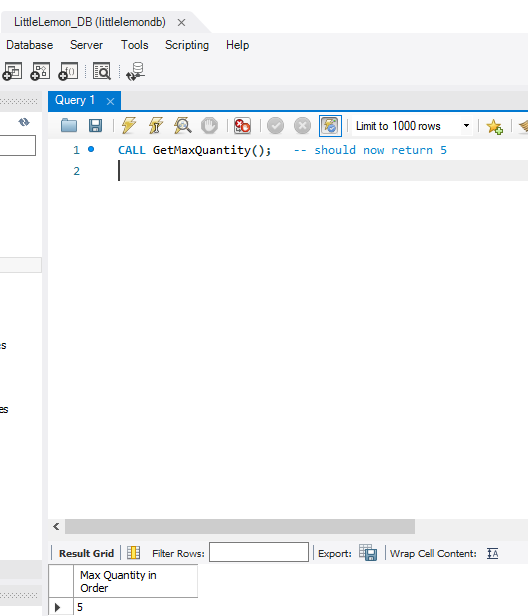 LittleLemon_DB (littlelemondb)
Database Server Tools Scripting Help
Query 1
Limit to 1000 rows
1 CALL GetMaxQuantity(); -- should now return 5
2
s
es
Result Grid Filter Rows: Export: Wrap Cell Content:
Max Quantity in
Order
5